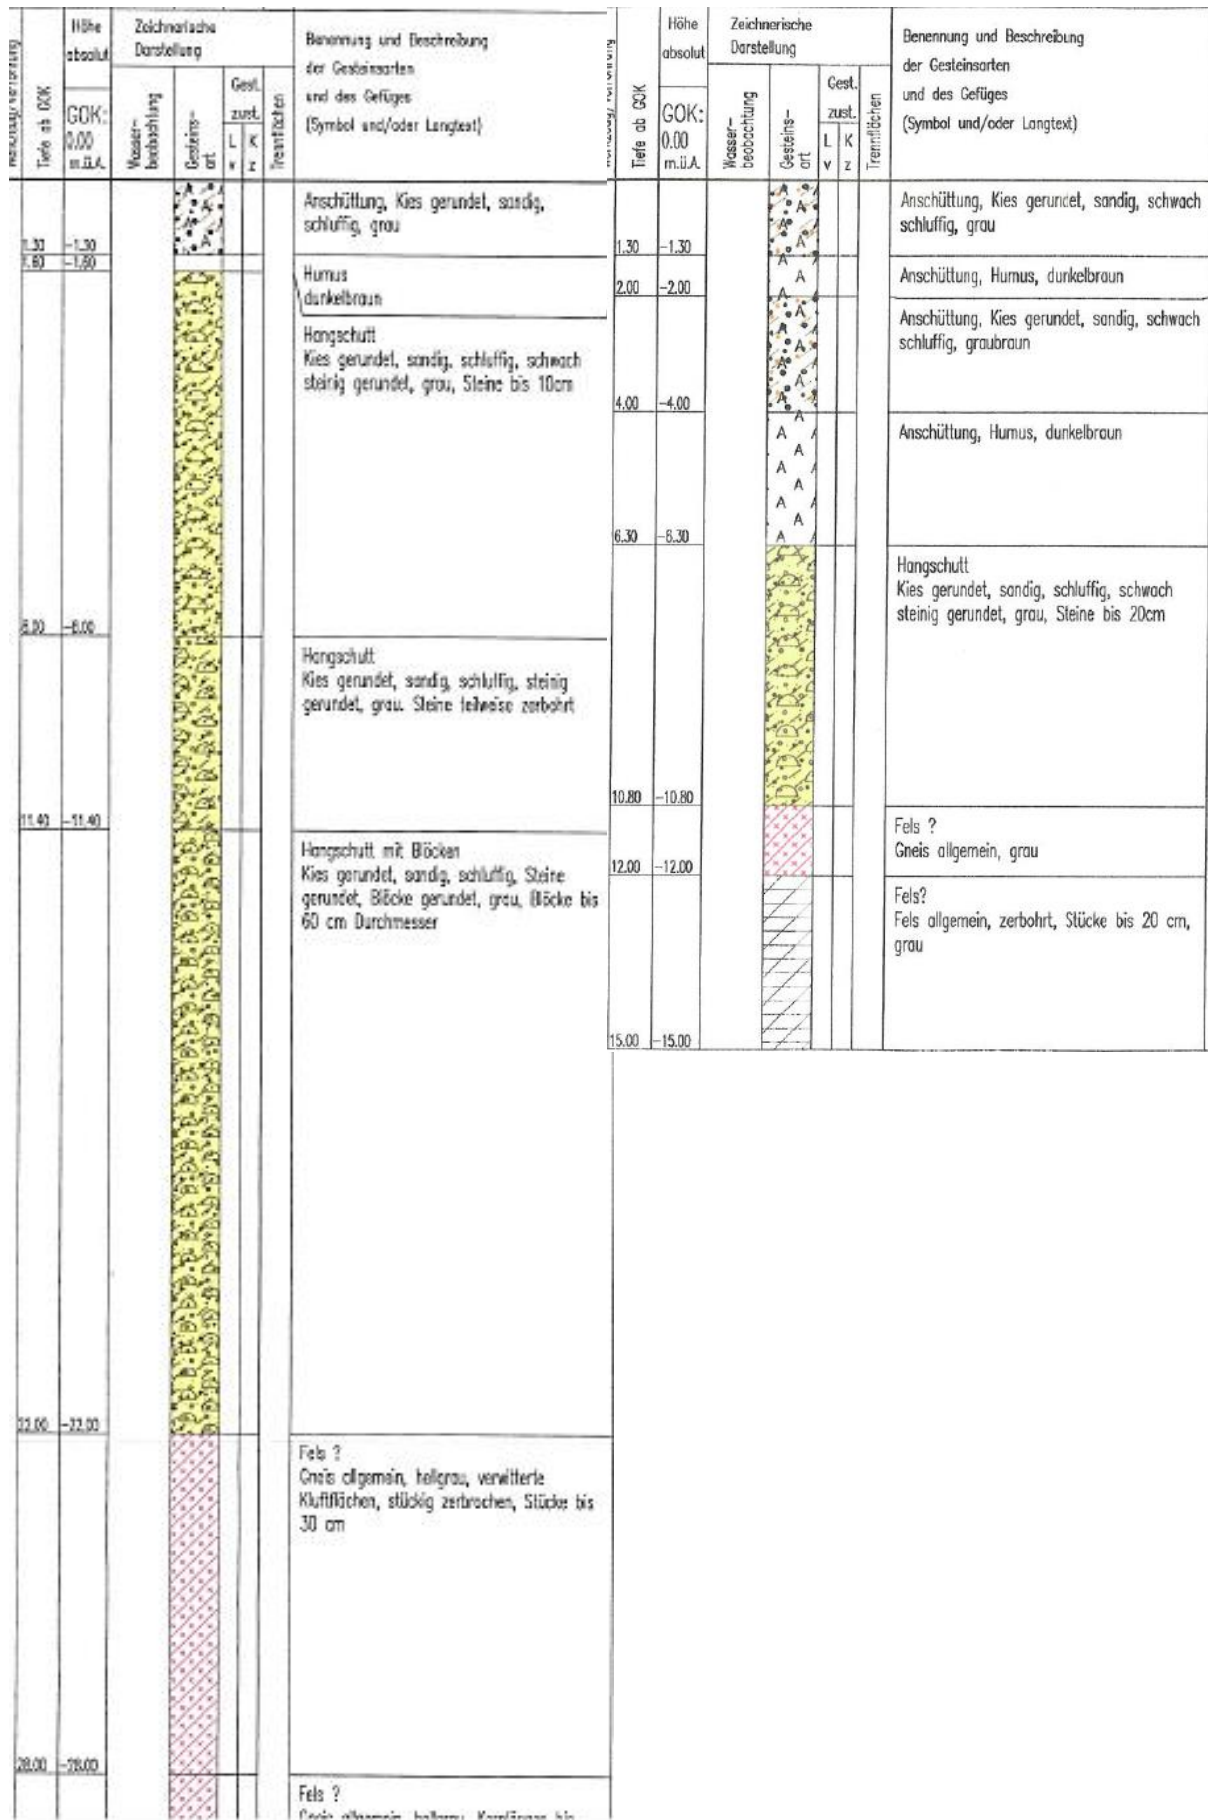 Höhe
absolut
Zeichnerische
Darstellung
Benennung und Beschreibung
der Gesteinsarten
und des Gefüges
(Symbol und/oder Langtext)
Tiefe ab GOK
GOK:
0.00
m.ü.A.
Wasser-
beobachtung
Gesteins-
art
Gest.
zust.
L K
v z
Trennflächen
Anschüttung, Kies gerundet, sandig,
schluffig, grau
1.30 -1.30
1.60 -1.60
Humus
dunkelbraun
Hangschutt
Kies gerundet, sandig, schluffig, schwach
steinig gerundet, grau, Steine bis 10cm
8.00 -8.00
Hangschutt
Kies gerundet, sandig, schluffig, steinig
gerundet, grau. Steine teilweise zerbohrt
11.40 -11.40
Hangschutt mit Blöcken
Kies gerundet, sandig, schluffig, Steine
gerundet, Blöcke gerundet, grau, Blöcke bis
60 cm Durchmesser
22.00 -22.00
Fels ?
Gneis allgemein, hellgrau, verwitterte
Kluftflächen, stückig zerbrochen, Stücke bis
30 cm
28.00 -28.00
Fels ?
Gneis allgemein, hellgrau,
Höhe
absolut
Zeichnerische
Darstellung
Benennung und Beschreibung
der Gesteinsarten
und des Gefüges
(Symbol und/oder Langtext)
Tiefe ab GOK
GOK:
0.00
m.ü.A.
Wasser-
beobachtung
Gesteins-
art
Gest.
zust.
L K
v z
Trennflächen
Anschüttung, Kies gerundet, sandig, schwach
schluffig, grau
1.30 -1.30
Anschüttung, Humus, dunkelbraun
2.00 -2.00
Anschüttung, Kies gerundet, sandig, schwach
schluffig, graubraun
4.00 -4.00
Anschüttung, Humus, dunkelbraun
6.30 -6.30
Hangschutt
Kies gerundet, sandig, schluffig, schwach
steinig gerundet, grau, Steine bis 20cm
10.80 -10.80
Fels ?
Gneis allgemein, grau
12.00 -12.00
Fels?
Fels allgemein, zerbohrt, Stücke bis 20 cm,
grau
15.00 -15.00